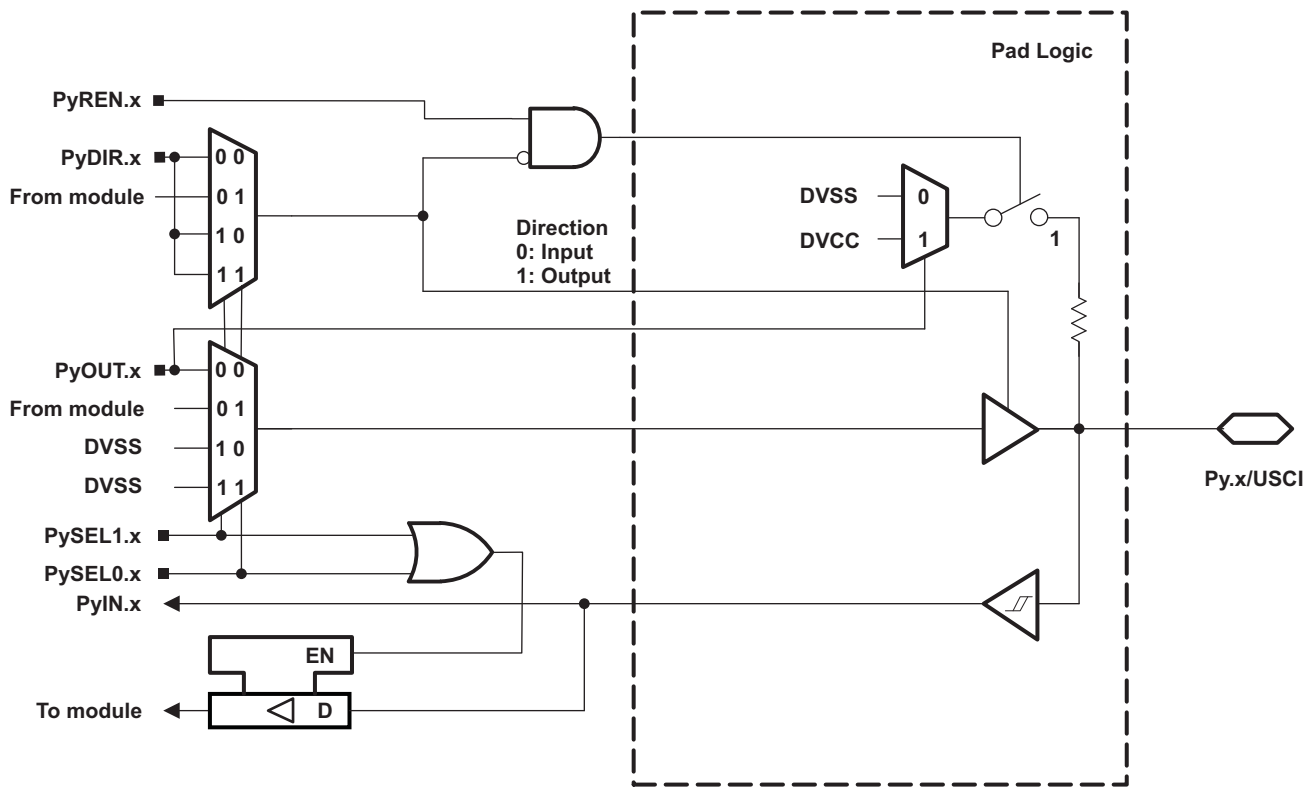 Pad Logic
PyREN.x
PyDIR.x
0 0
From module
0 1
1 0
1 1
Direction
0: Input
1: Output
DVSS
0
DVCC
1
1
PyOUT.x
0 0
From module
0 1
DVSS
1 0
DVSS
1 1
Py.x/USCI
PySEL1.x
PySEL0.x
PyIN.x
EN
To module
D